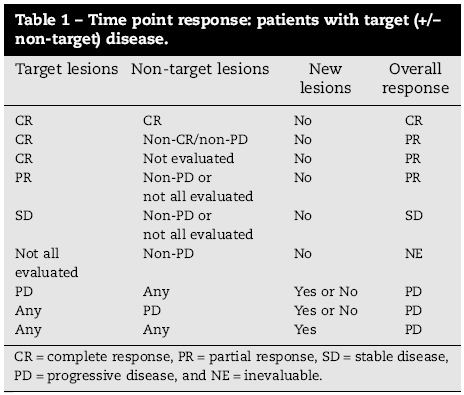 Table 1 – Time point response: patients with target (+/–
non-target) disease.
Target lesions Non-target lesions New lesions Overall response
CR CR No CR
CR Non-CR/non-PD No PR
CR Not evaluated No PR
PR Non-PD or not all evaluated No PR
SD Non-PD or not all evaluated No SD
Not all evaluated Non-PD No NE
PD Any Yes or No PD
Any PD Yes or No PD
Any Any Yes PD
CR = complete response, PR = partial response, SD = stable disease,
PD = progressive disease, and NE = inevaluable.